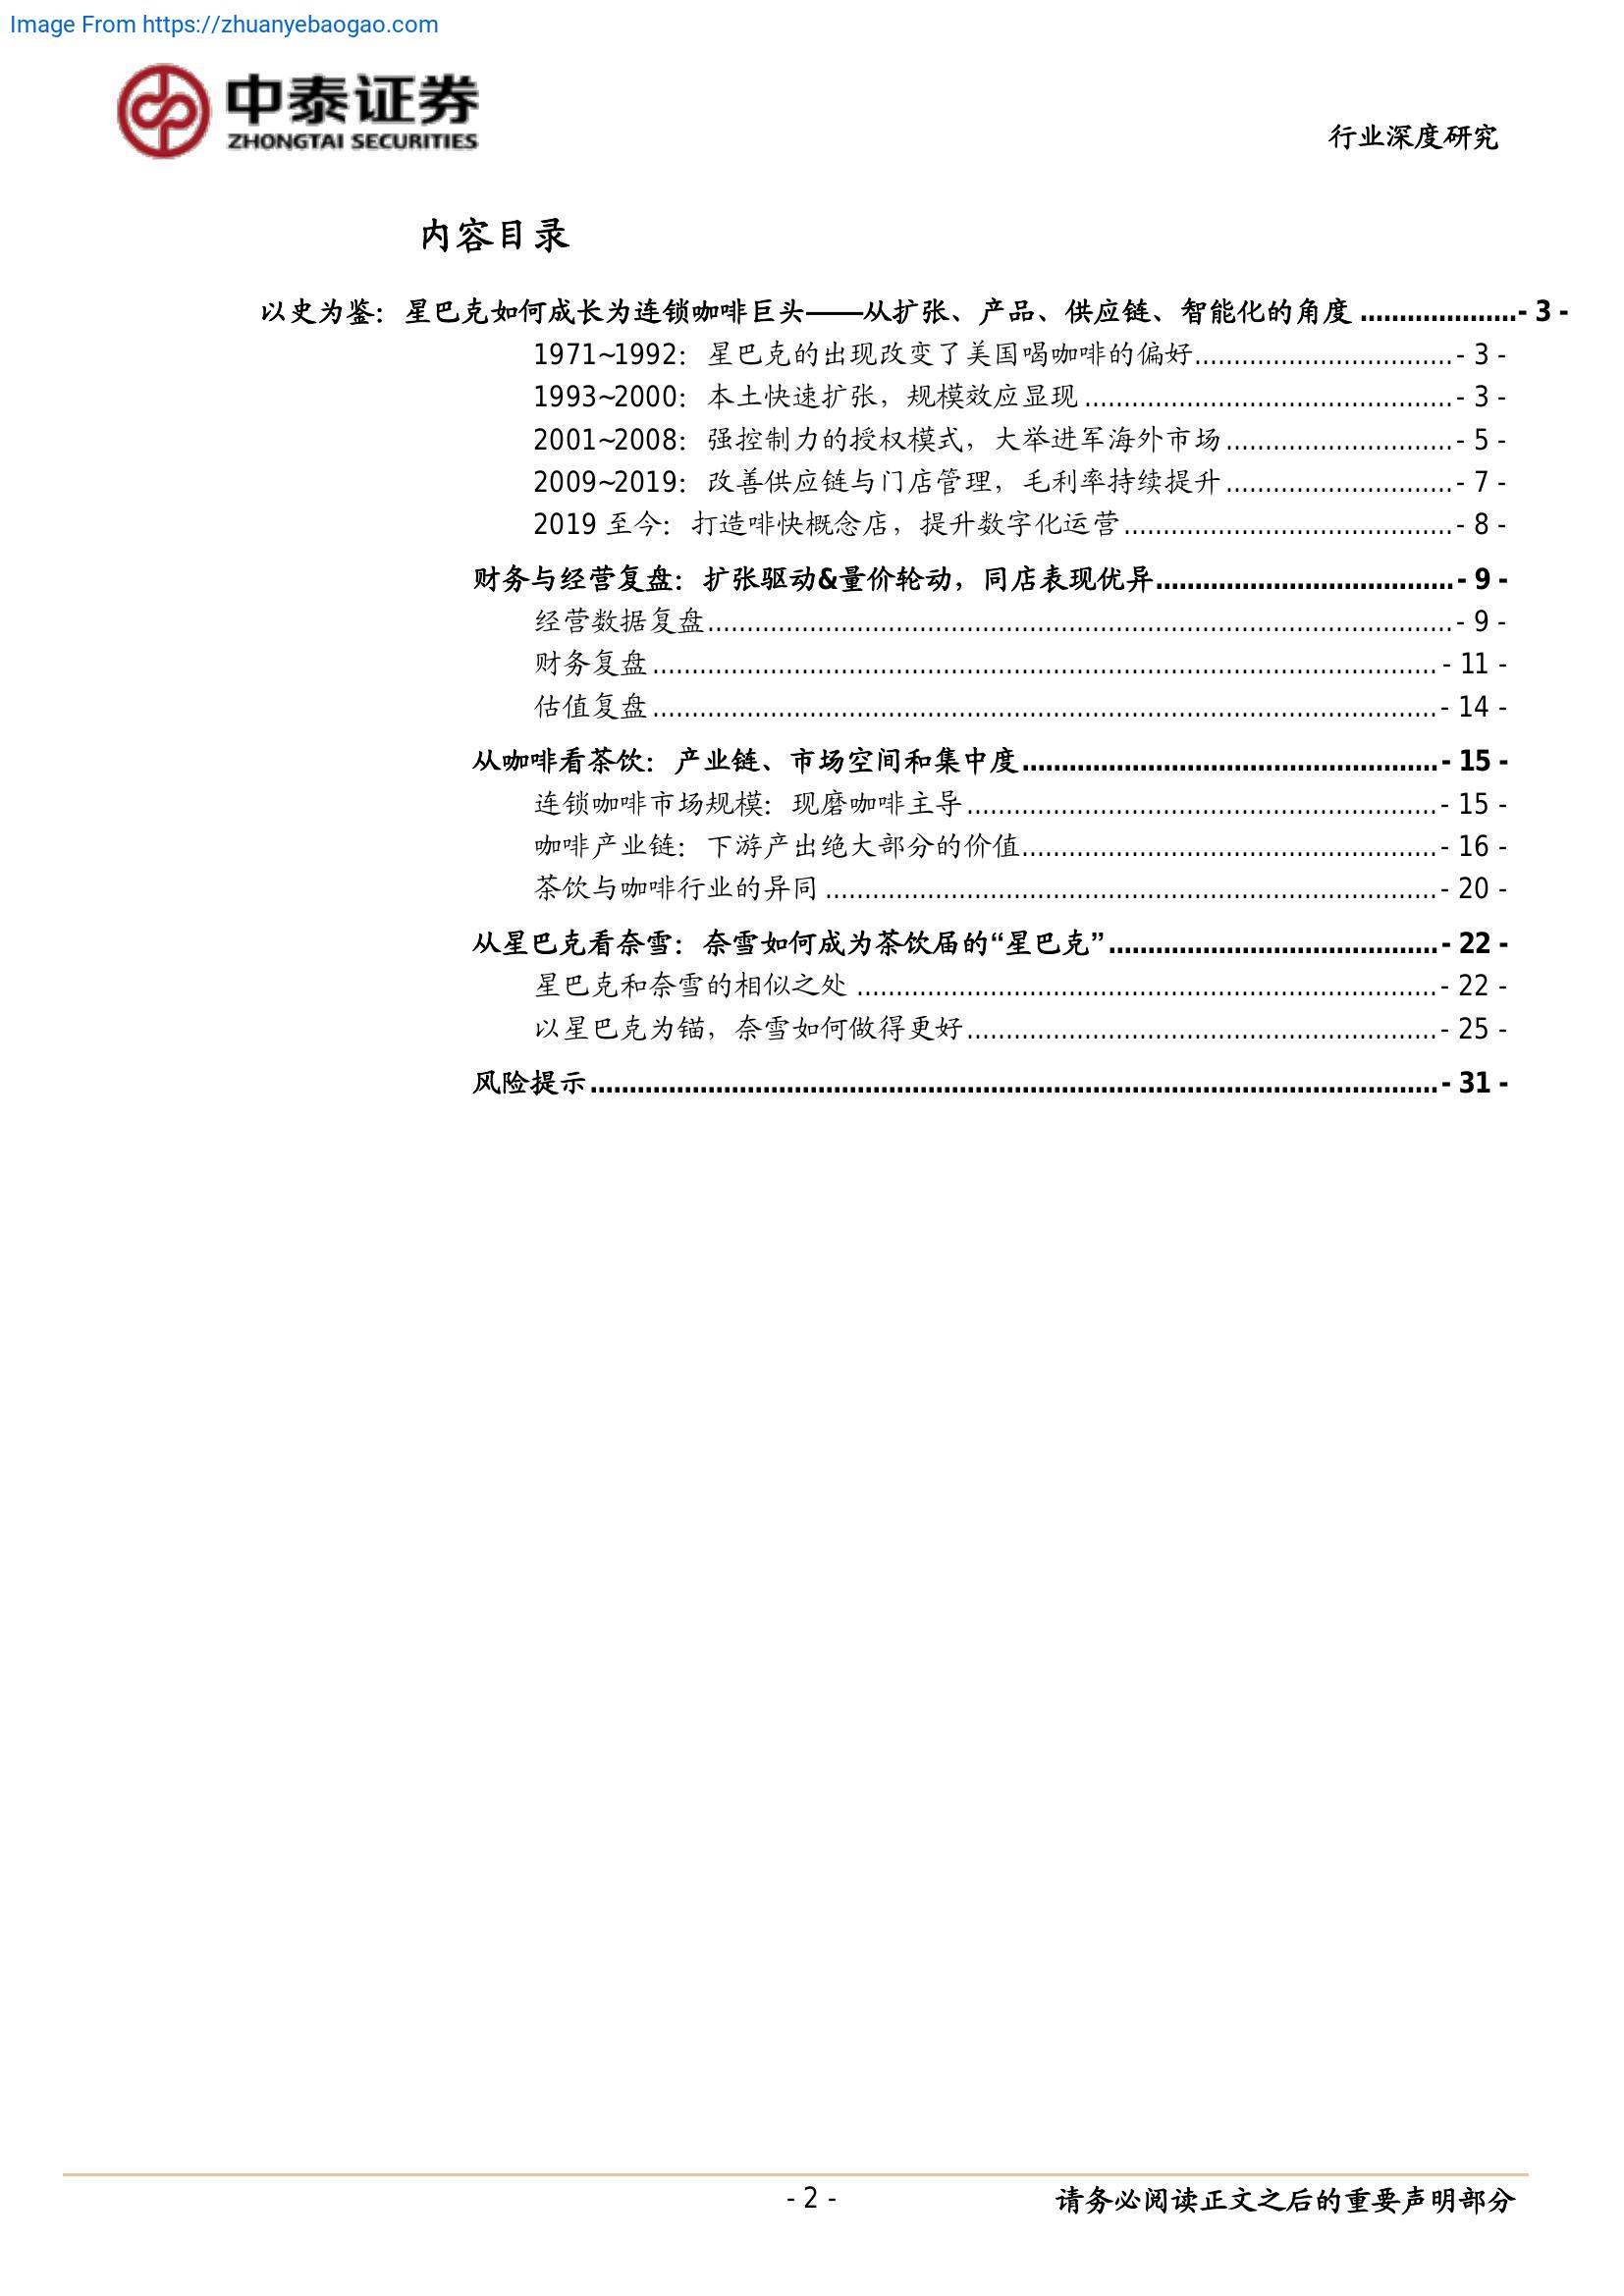 Image From https://zhuanyebaogao.com
中泰证券
ZHONGTAI SECURITIES
行业深度研究
内容目录
以史为鉴：星巴克如何成长为连锁咖啡巨头——从扩张、产品、供应链、智能化的角度 ....................- 3 -
1971~1992：星巴克的出现改变了美国喝咖啡的偏好.................................- 3 -
1993~2000：本土快速扩张，规模效应显现 ...............................................- 3 -
2001~2008：强控制力的授权模式，大举进军海外市场.............................- 5 -
2009~2019：改善供应链与门店管理，毛利率持续提升.............................- 7 -
2019 至今：打造啡快概念店，提升数字化运营..........................................- 8 -
财务与经营复盘：扩张驱动&量价轮动，同店表现优异......................................- 9 -
经营数据复盘...............................................................................................- 9 -
财务复盘....................................................................................................- 11 -
估值复盘....................................................................................................- 14 -
从咖啡看茶饮：产业链、市场空间和集中度.....................................................- 15 -
连锁咖啡市场规模：现磨咖啡主导............................................................- 15 -
咖啡产业链：下游产出绝大部分的价值.....................................................- 16 -
茶饮与咖啡行业的异同 ..............................................................................- 20 -
从星巴克看奈雪：奈雪如何成为茶饮届的“星巴克”..........................................- 22 -
星巴克和奈雪的相似之处 ..........................................................................- 22 -
以星巴克为锚，奈雪如何做得更好............................................................- 25 -
风险提示............................................................................................................- 31 -
- 2 -
请务必阅读正文之后的重要声明部分